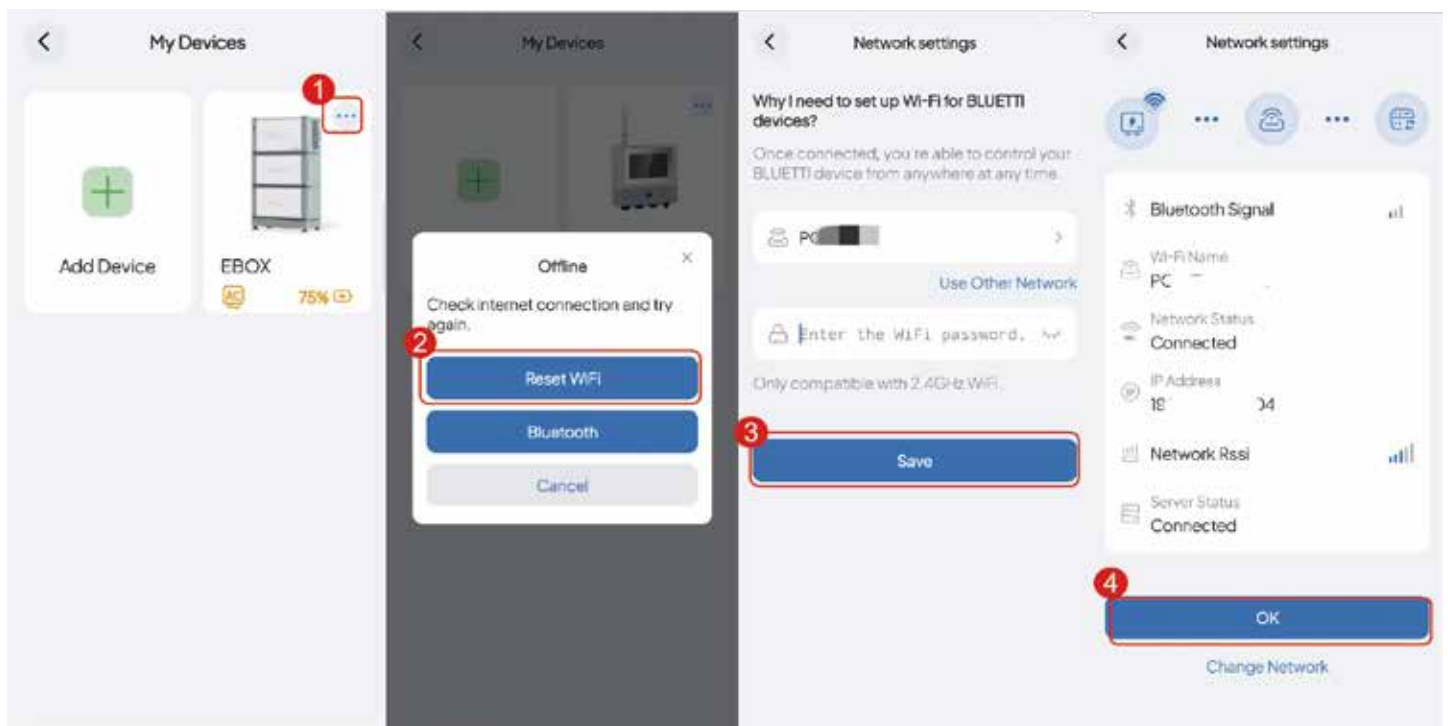 My Devices
1
Add Device
EBOX
AC
75%
My Devices
Offline
Check internet connection and try
again.
2
Reset WiFi
Bluetooth
Cancel
Network settings
Why I need to set up Wi-Fi for BLUETTI
devices?
Once connected, you're able to control your
BLUETTI device from anywhere at any time.
Use Other Network
Enter the WiFi password.
Only compatible with 2.4GHz WiFi.
3
Save
Network settings
Bluetooth Signal
Wi-Fi Name
Network Status
Connected
IP Address
Network Rssi
Server Status
Connected
4
OK
Change Network